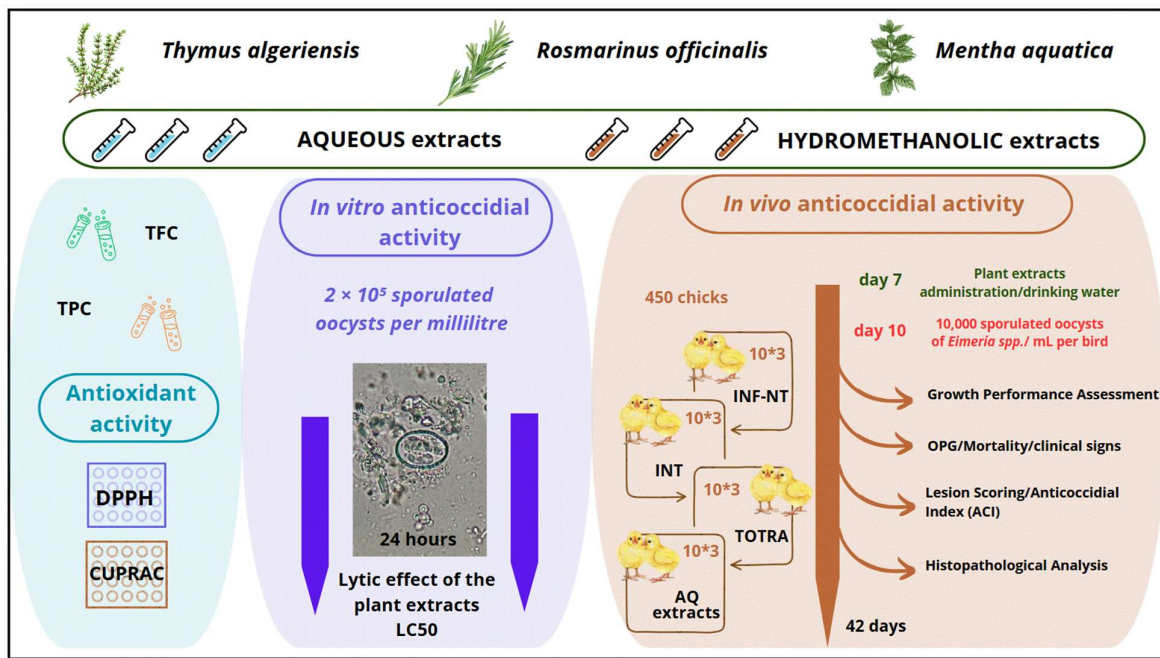 Thymus algeriensis
Rosmarinus officinalis
Mentha aquatica
AQUEOUS extracts
HYDROMETHANOLIC extracts
TFC
TPC
Antioxidant
activity
DPPH
CUPRAC
In vitro anticoccidial
activity
2 × 10⁵ sporulated
oocysts per millilitre
24 hours
Lytic effect of the
plant extracts
LC50
In vivo anticoccidial activity
450 chicks
10*3
INF-NT
10*3
INT
10*3
TOTRA
10*3
AQ
extracts
day 7
Plant extracts
administration/drinking water
day 10
10,000 sporulated oocysts
of Eimeria spp./ mL per bird
Growth Performance Assessment
OPG/Mortality/clinical signs
Lesion Scoring/Anticoccidial
Index (ACI)
Histopathological Analysis
42 days